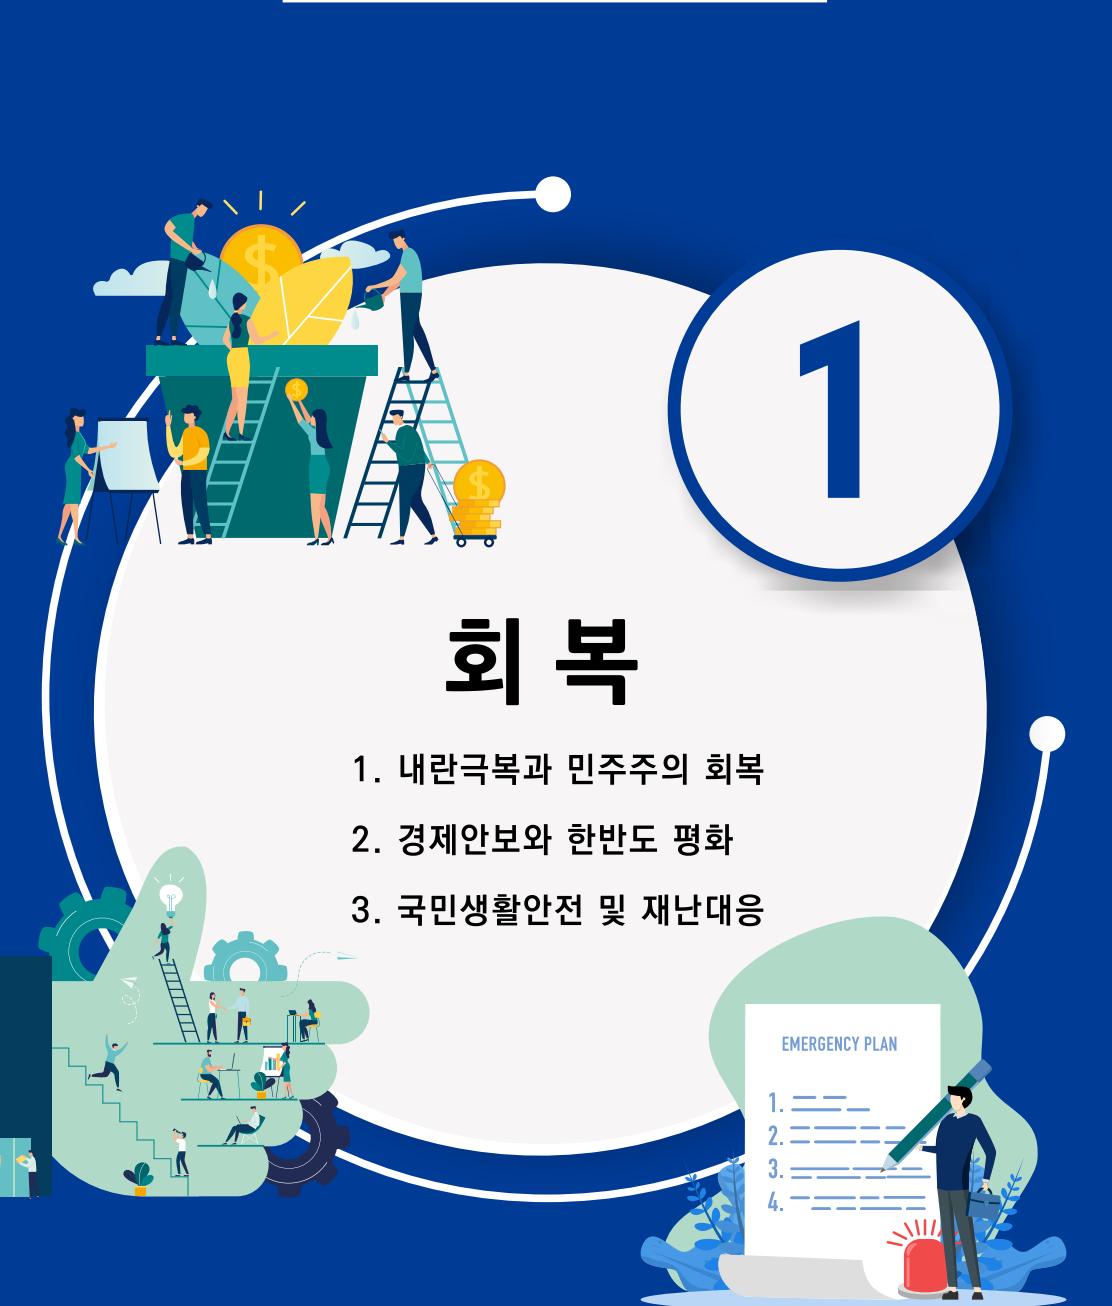 1
회 복
1. 내란극복과 민주주의 회복
2. 경제안보와 한반도 평화
3. 국민생활안전 및 재난대응
EMERGENCY PLAN
1.
2.
3.
4.